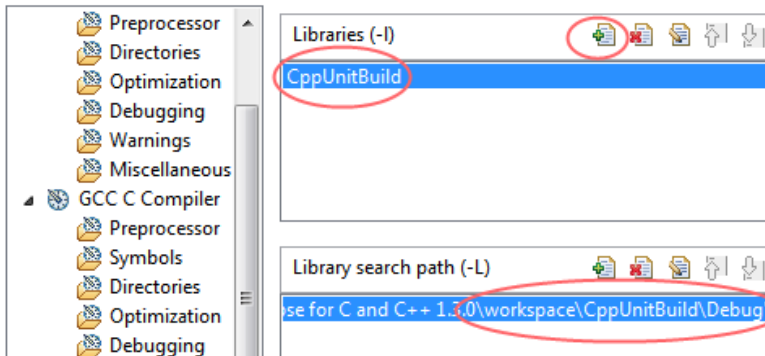 Preprocessor
Directories
Optimization
Debugging
Warnings
Miscellaneous
GCC C Compiler
Preprocessor
Symbols
Directories
Optimization
Debugging
Libraries (-l)
CppUnitBuild
Library search path (-L)
ose for C and C++ 1.3.0\workspace\CppUnitBuild\Debug